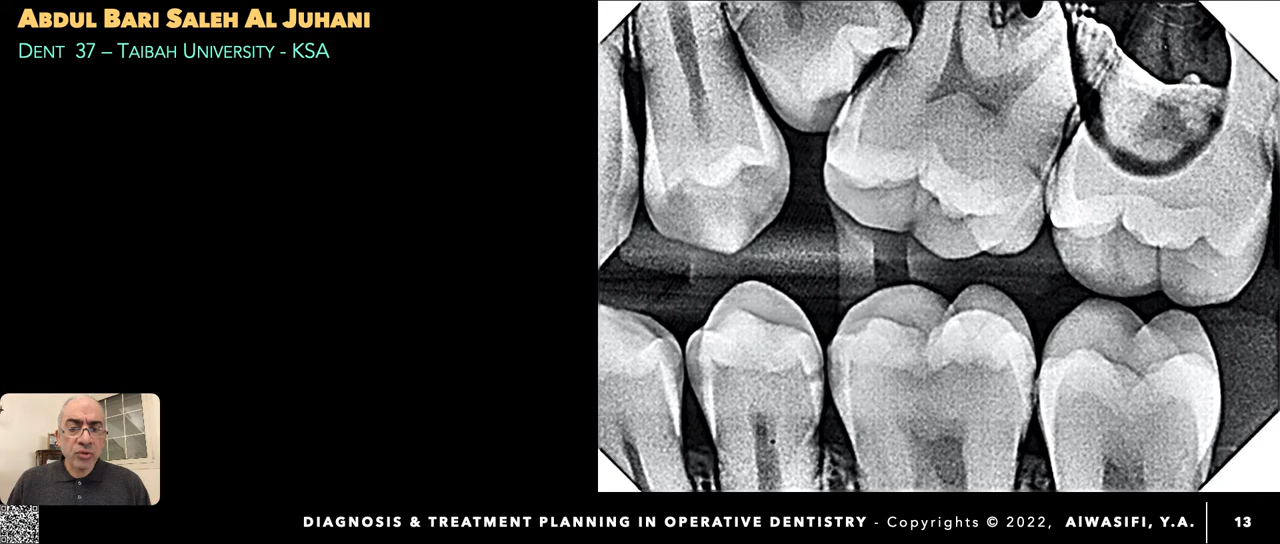 ABDUL BARI SALEH AL JUHANI
DENT 37 – TAIBAH UNIVERSITY - KSA
DIAGNOSIS & TREATMENT PLANNING IN OPERATIVE DENTISTRY - Copyrights © 2022, AlWASIFI, Y.A. 13